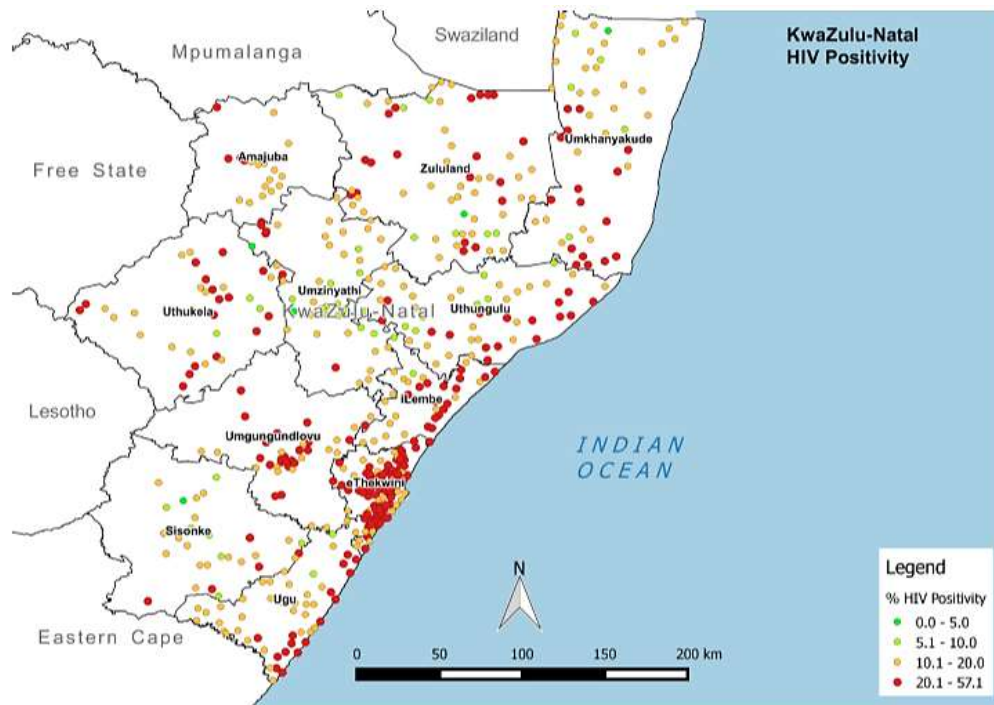 KwaZulu-Natal
HIV Positivity
Swaziland
Mpumalanga
Umkhanyakude
Amajuba
Free State
Zululand
Umzinyathi
Uthukela
KwaZulu-Natal
Uthungulu
Lesotho
iLembe
Umgungundlovu
INDIAN
OCEAN
eThekwini
Sisonke
Ugu
Eastern Cape
N
0 50 100 150 200 km
Legend
% HIV Positivity
0.0 - 5.0
5.1 - 10.0
10.1 - 20.0
20.1 - 57.1